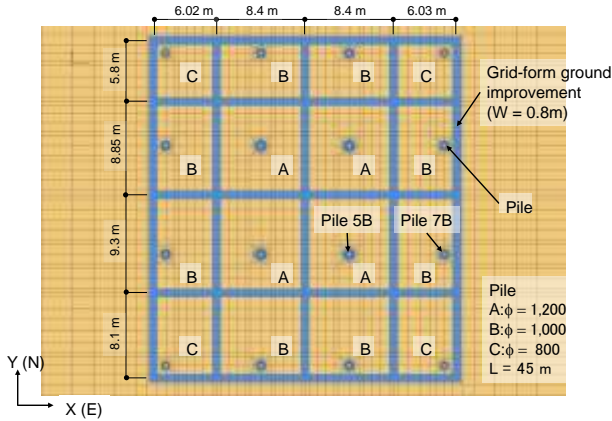 6.02 m 8.4 m 8.4 m 6.03 m
5.8 m
C B B C
Grid-form ground
improvement
(W = 0.8m)
8.85 m
B A A B
Pile
9.3 m
Pile 5B Pile 7B
B A A B
8.1 m
C B B C
Pile
A:ϕ = 1,200
B:ϕ = 1,000
C:ϕ = 800
L = 45 m
Y (N)
X (E)